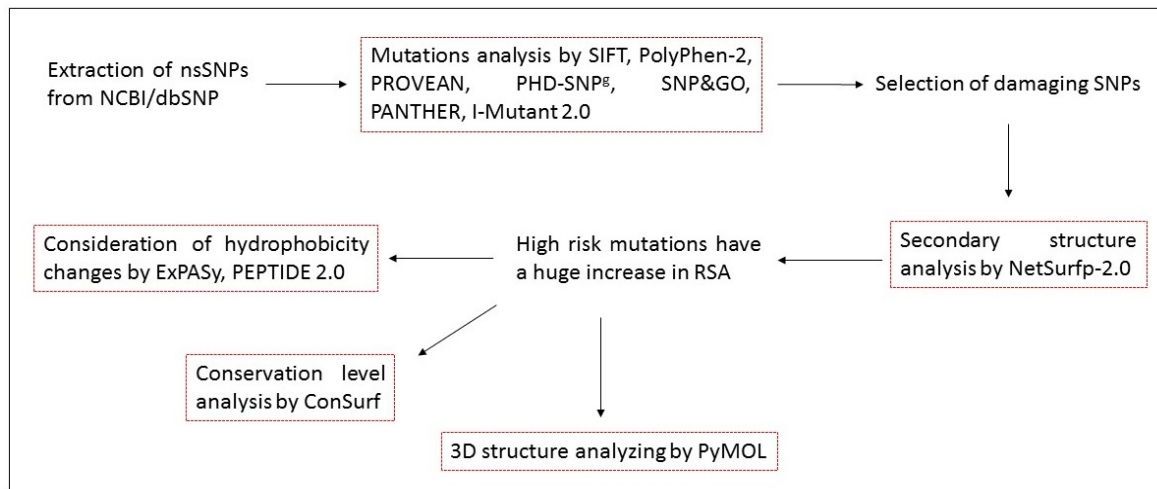 Extraction of nsSNPs
from NCBI/dbSNP
Mutations analysis by SIFT, PolyPhen-2,
PROVEAN, PHD-SNPᵍ, SNP&GO,
PANTHER, I-Mutant 2.0
Selection of damaging SNPs
Secondary structure
analysis by NetSurfp-2.0
High risk mutations have
a huge increase in RSA
Consideration of hydrophobicity
changes by ExPASy, PEPTIDE 2.0
Conservation level
analysis by ConSurf
3D structure analyzing by PyMOL